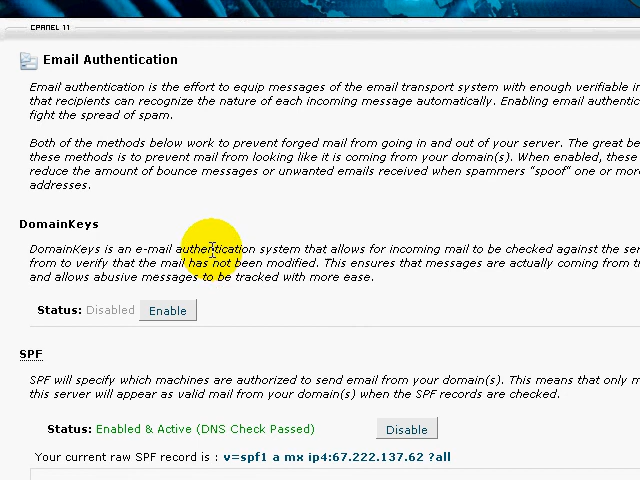 CPANEL 11
Email Authentication
Email authentication is the effort to equip messages of the email transport system with enough verifiable
that recipients can recognize the nature of each incoming message automatically. Enabling email
fight the spread of spam.
Both of the methods below work to prevent forged mail from going in and out of your server. The great
these methods is to prevent mail from looking like it is coming from your domain(s). When enabled, these
reduce the amount of bounce messages or unwanted emails received when spammers "spoof" one or
addresses.
DomainKeys
DomainKeys is an e-mail authentication system that allows for incoming mail to be checked against the
from to verify that the mail has not been modified. This ensures that messages are actually coming from
and allows abusive messages to be tracked with more ease.
Status: Disabled Enable
SPF
SPF will specify which machines are authorized to send email from your domain(s). This means that only
this server will appear as valid mail from your domain(s) when the SPF records are checked.
Status: Enabled & Active (DNS Check Passed) Disable
Your current raw SPF record is : v=spf1 a mx ip4:67.222.137.62 ?all